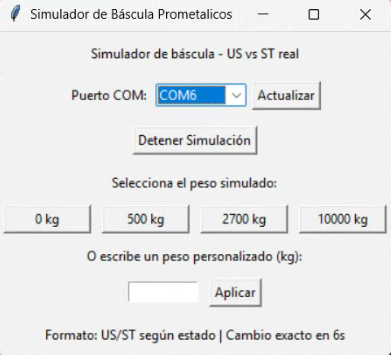 Simulador de Báscula Prometalicos
Simulador de báscula - US vs ST real
Puerto COM: COM6 Actualizar
Detener Simulación
Selecciona el peso simulado:
0 kg 500 kg 2700 kg 10000 kg
O escribe un peso personalizado (kg):
Aplicar
Formato: US/ST según estado | Cambio exacto en 6s